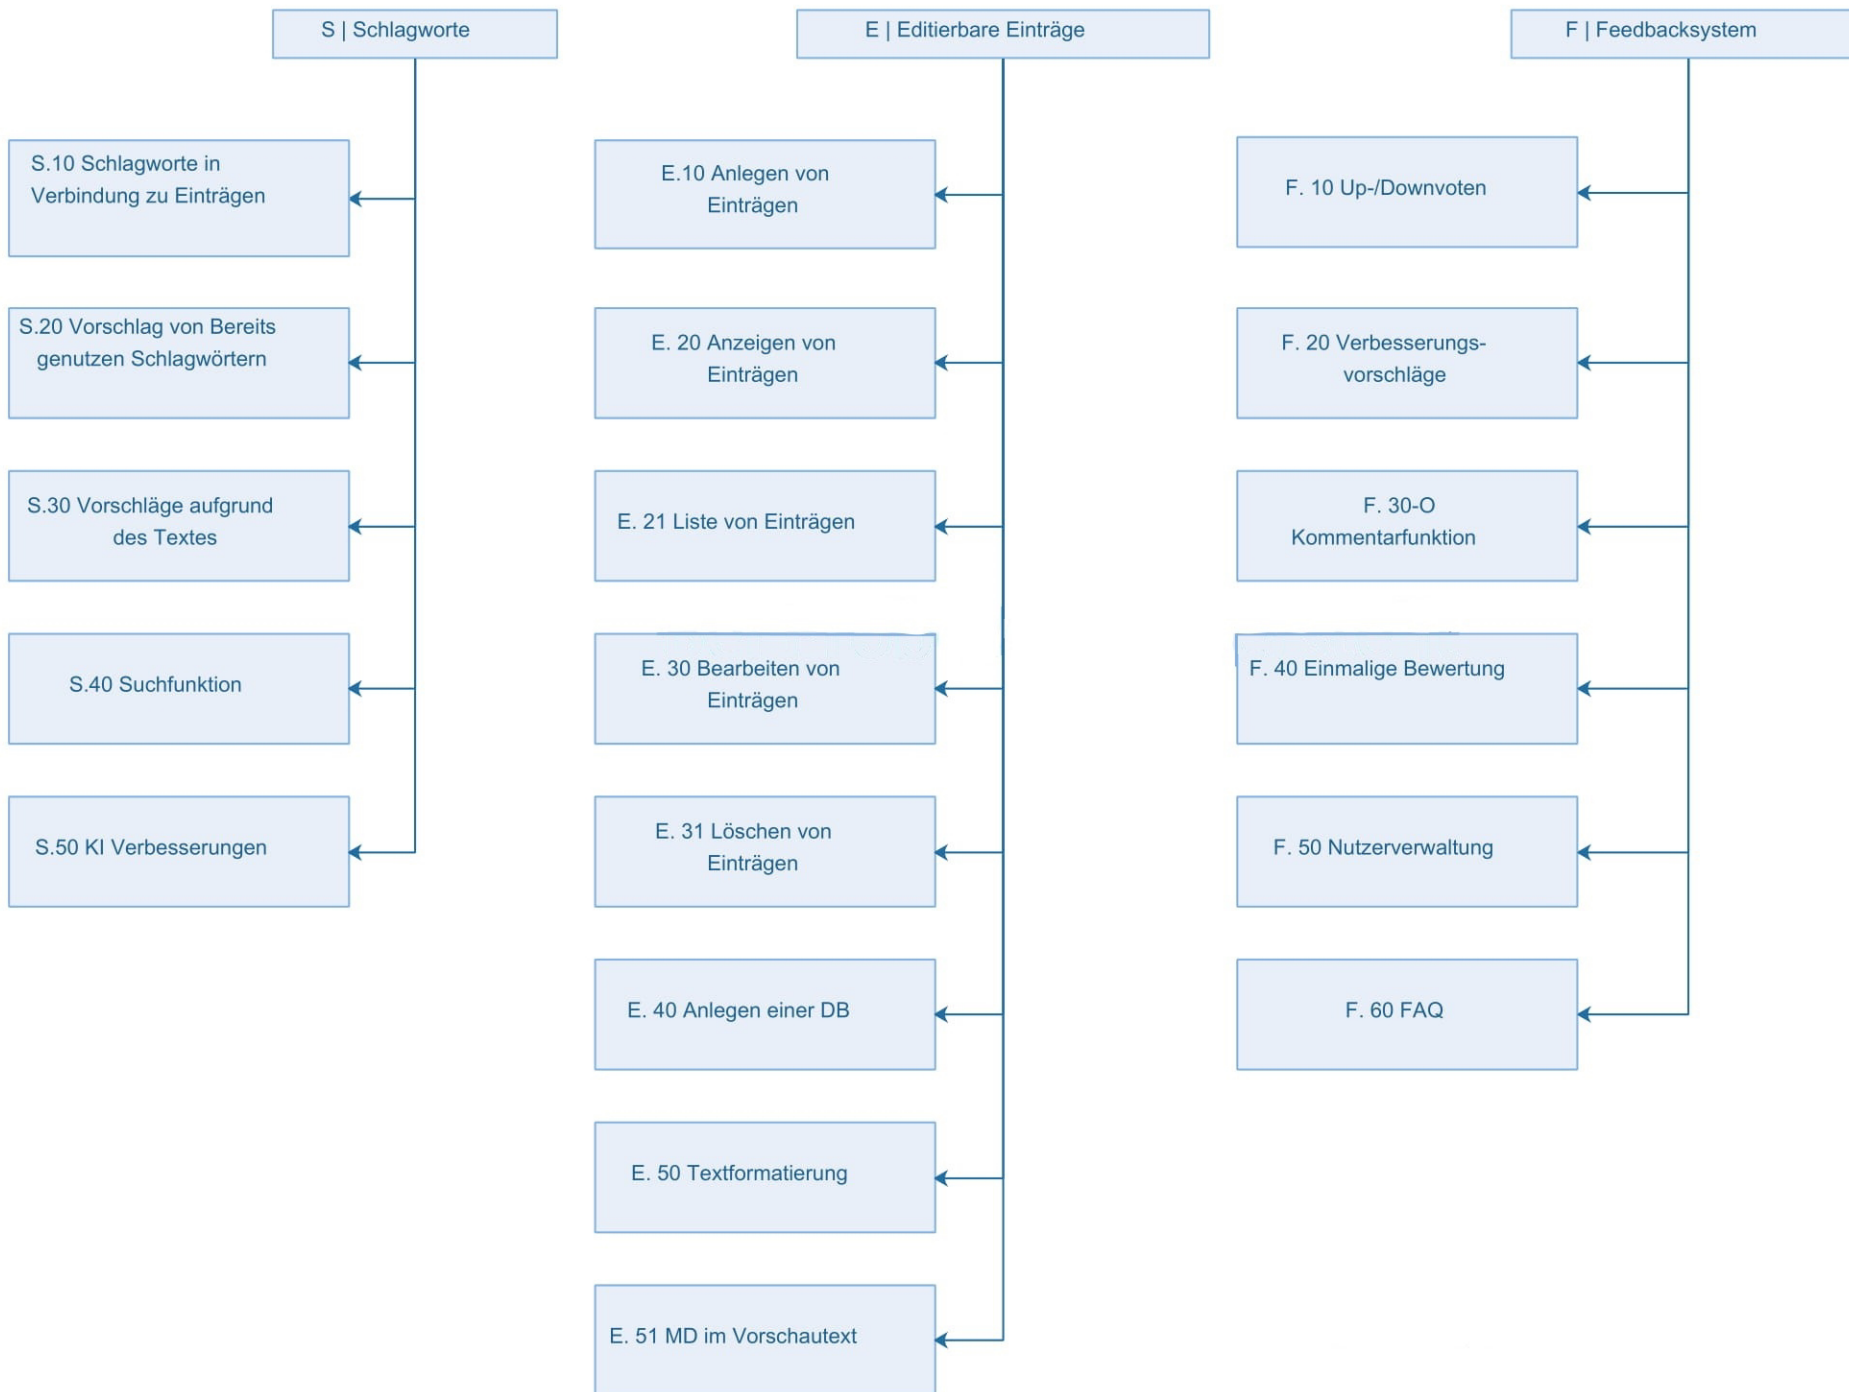 S | Schlagworte
S.10 Schlagworte in
Verbindung zu Einträgen
S.20 Vorschlag von Bereits
genutzen Schlagwörtern
S.30 Vorschläge aufgrund
des Textes
S.40 Suchfunktion
S.50 KI Verbesserungen
E | Editierbare Einträge
E.10 Anlegen von
Einträgen
E. 20 Anzeigen von
Einträgen
E. 21 Liste von Einträgen
E. 30 Bearbeiten von
Einträgen
E. 31 Löschen von
Einträgen
E. 40 Anlegen einer DB
E. 50 Textformatierung
E. 51 MD im Vorschautext
F | Feedbacksystem
F. 10 Up-/Downvoten
F. 20 Verbesserungs-
vorschläge
F. 30-O
Kommentarfunktion
F. 40 Einmalige Bewertung
F. 50 Nutzerverwaltung
F. 60 FAQ